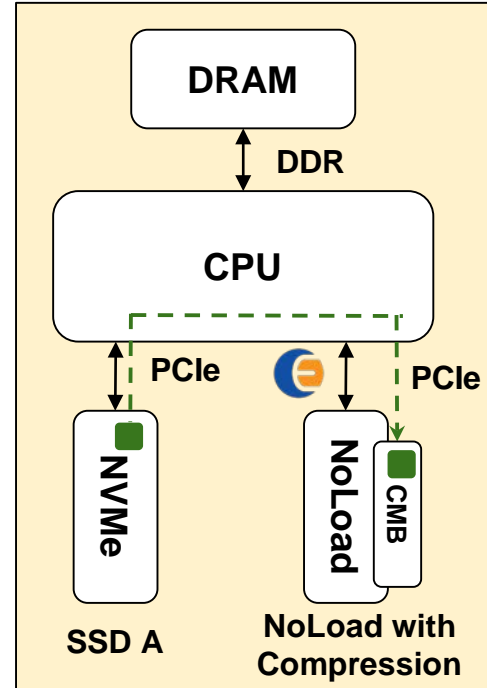 DRAM
DDR
CPU
PCIe
PCIe
NVMe
NoLoad
CMB
SSD A
NoLoad with
Compression